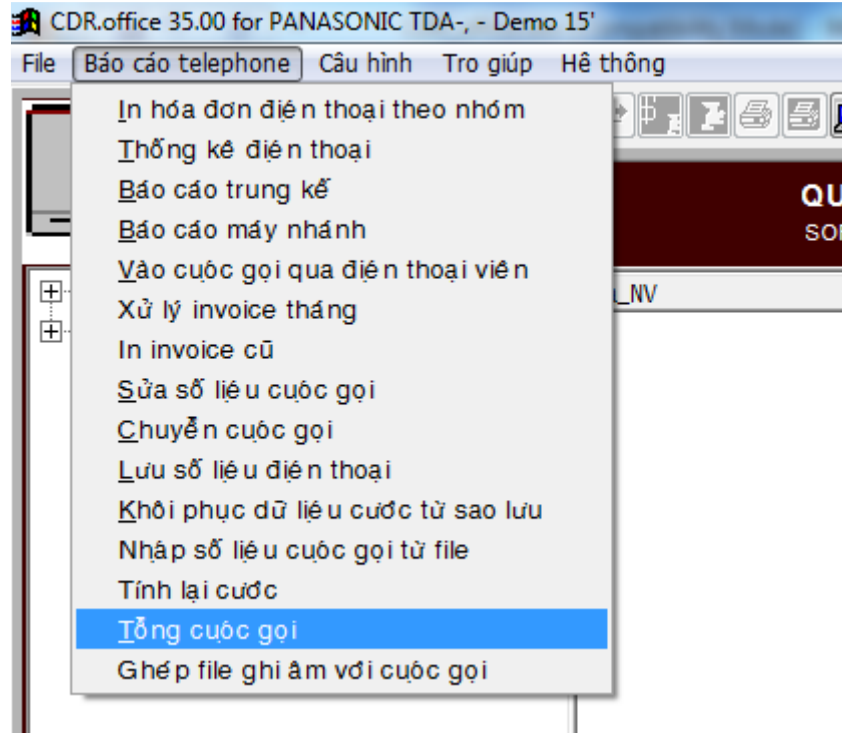 CDR.office 35.00 for PANASONIC TDA-, - Demo 15'
File Báo cáo telephone Câu hình Tro giúp Hê thông
In hóa đơn điện thoại theo nhóm
Thống kê điện thoại
Báo cáo trung kế
QU
Báo cáo máy nhánh
SO
Vào cuộc gọi qua điện thoại viên
_NV
Xử lý invoice tháng
In invoice cũ
Sửa số liệu cuộc gọi
Chuyễn cuộc gọi
Lưu số liệu điện thoại
Khôi phục dữ liệu cước từ sao lưu
Nhập số liệu cuộc gọi từ file
Tính lại cước
Tổng cuộc gọi
Ghép file ghi âm với cuộc gọi